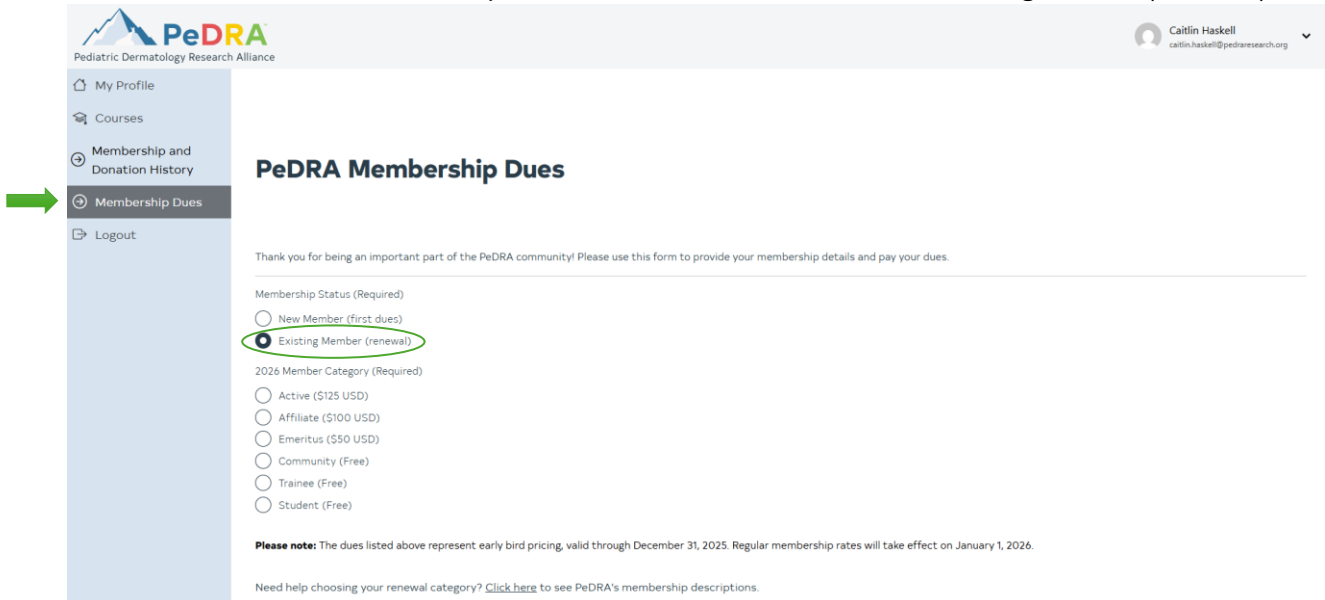 PeDRA
Pediatric Dermatology Research Alliance
Caitlin Haskell
caitlin.haskell@pedraresearch.org
My Profile
Courses
Membership and
Donation History
Membership Dues
Logout
PeDRA Membership Dues
Thank you for being an important part of the PeDRA community! Please use this form to provide your membership details and pay your dues.
Membership Status (Required)
New Member (first dues)
Existing Member (renewal)
2026 Member Category (Required)
Active ($125 USD)
Affiliate ($100 USD)
Emeritus ($50 USD)
Community (Free)
Trainee (Free)
Student (Free)
Please note: The dues listed above represent early bird pricing, valid through December 31, 2025. Regular membership rates will take effect on January 1, 2026.
Need help choosing your renewal category? Click here to see PeDRA's membership descriptions.